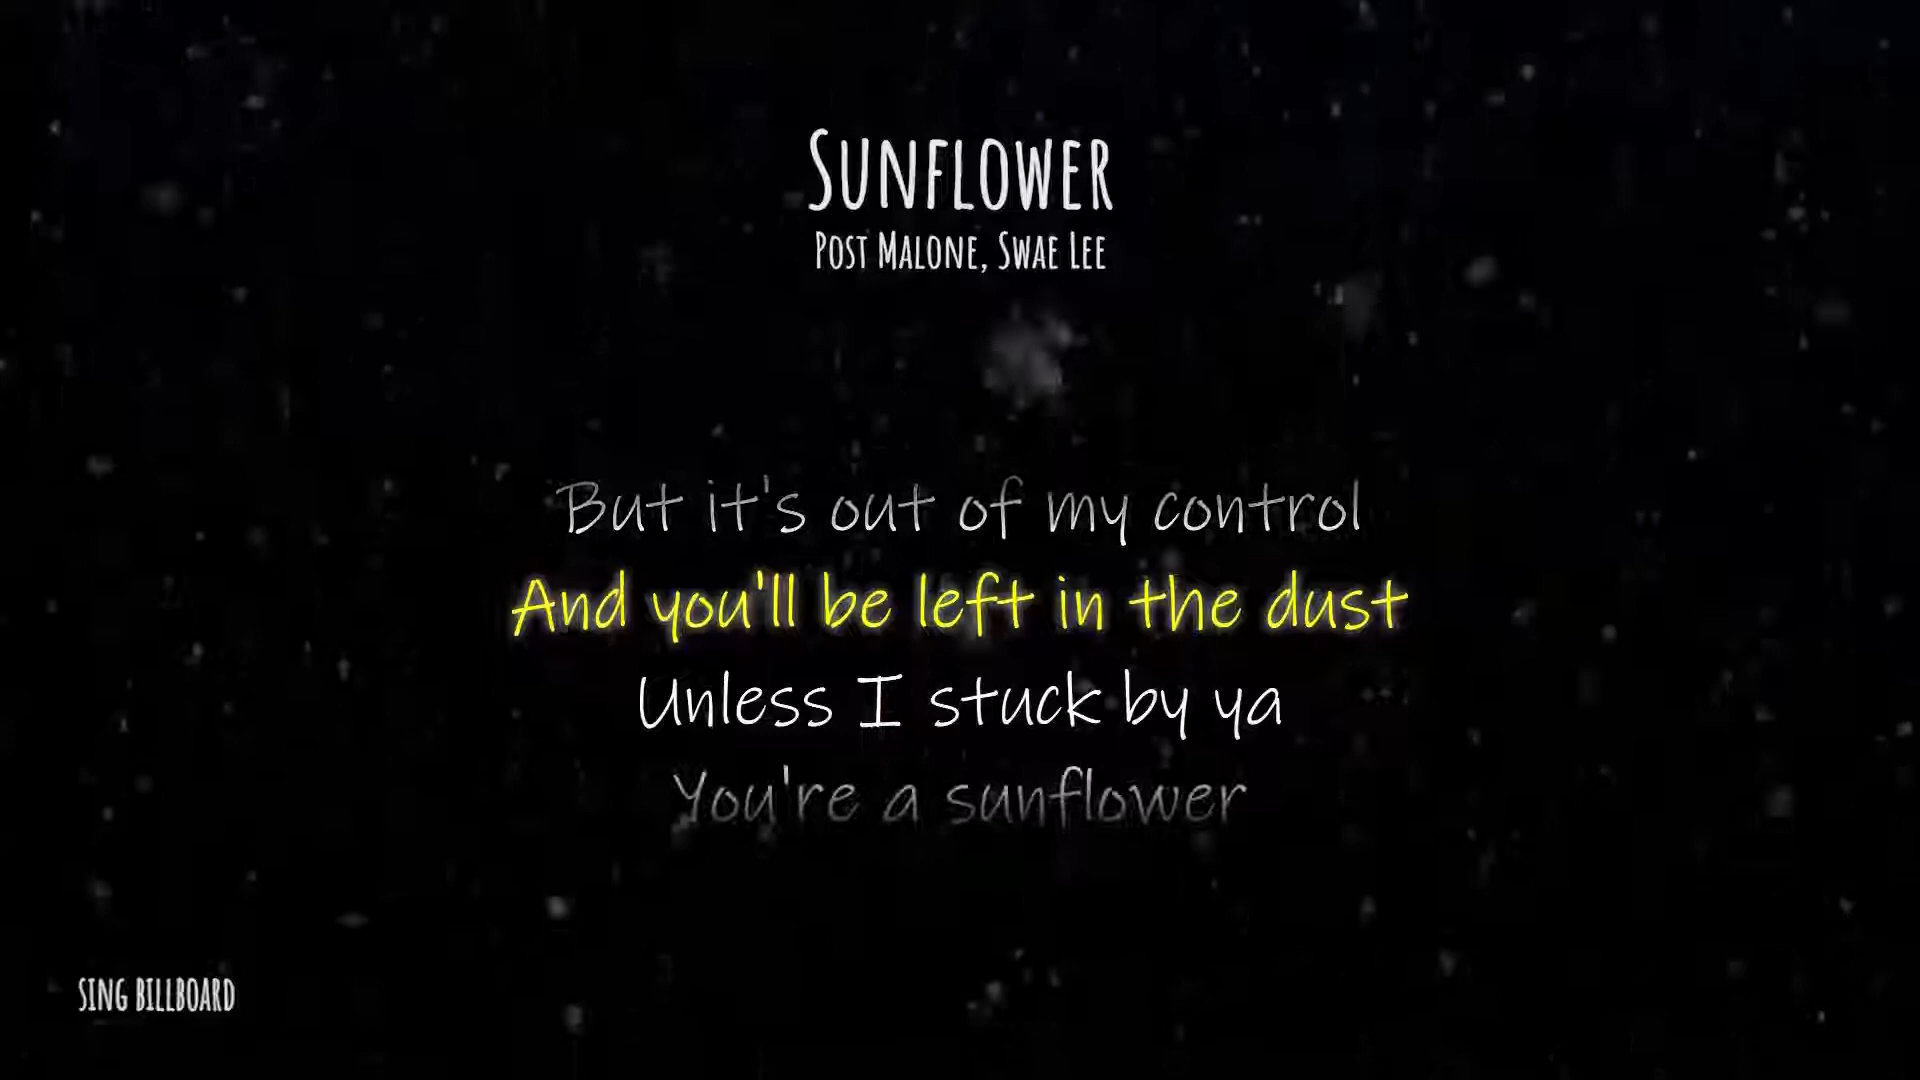 SUNFLOWER
POST MALONE, SWAE LEE
But it's out of my control
And you'll be left in the dust
Unless I stuck by ya
You're a sunflower
SING BILLBOARD